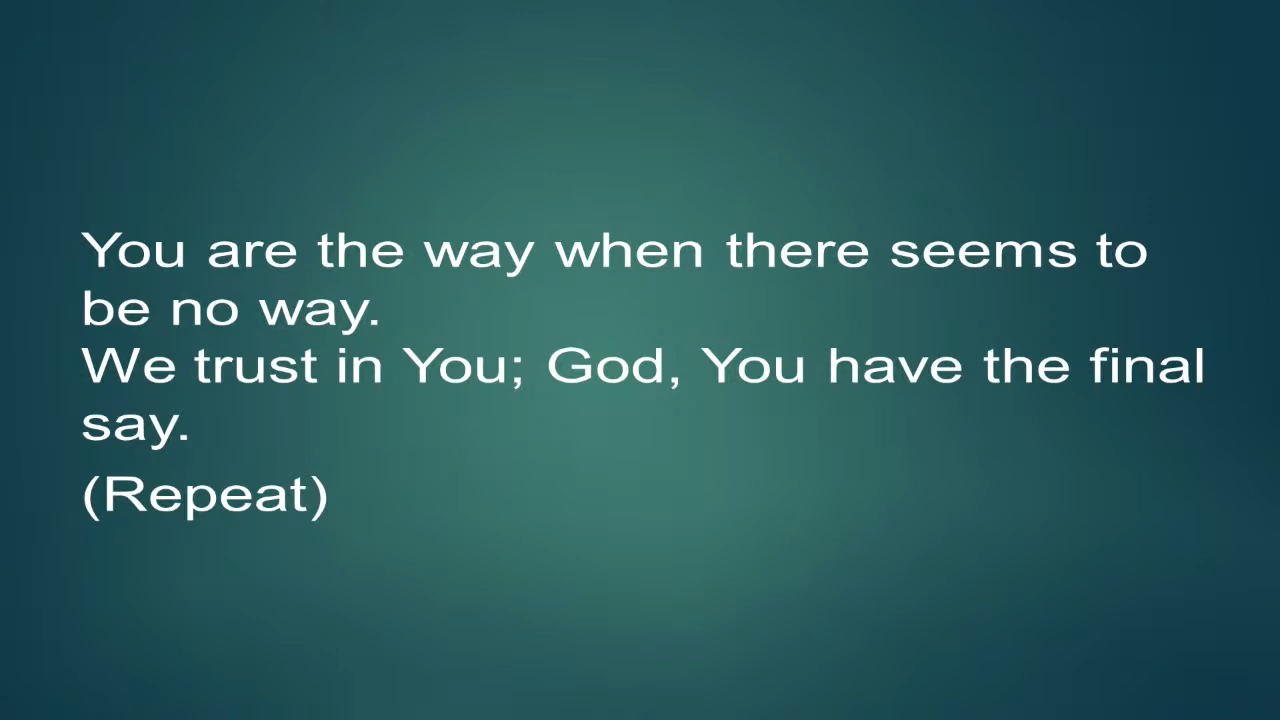 You are the way when there seems to
be no way.
We trust in You; God, You have the final
say.
(Repeat)